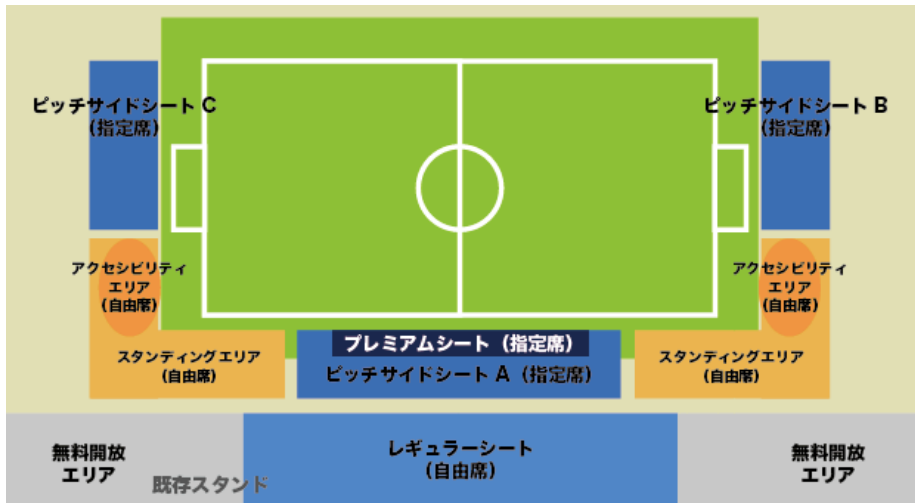 ピッチサイドシート C
(指定席)
ピッチサイドシート B
(指定席)
アクセシビリティ
エリア
(自由席)
アクセシビリティ
エリア
(自由席)
プレミアムシート（指定席）
ピッチサイドシート A（指定席）
スタンディングエリア
(自由席)
スタンディングエリア
(自由席)
無料開放
エリア
レギュラーシート
(自由席)
無料開放
エリア
既存スタンド